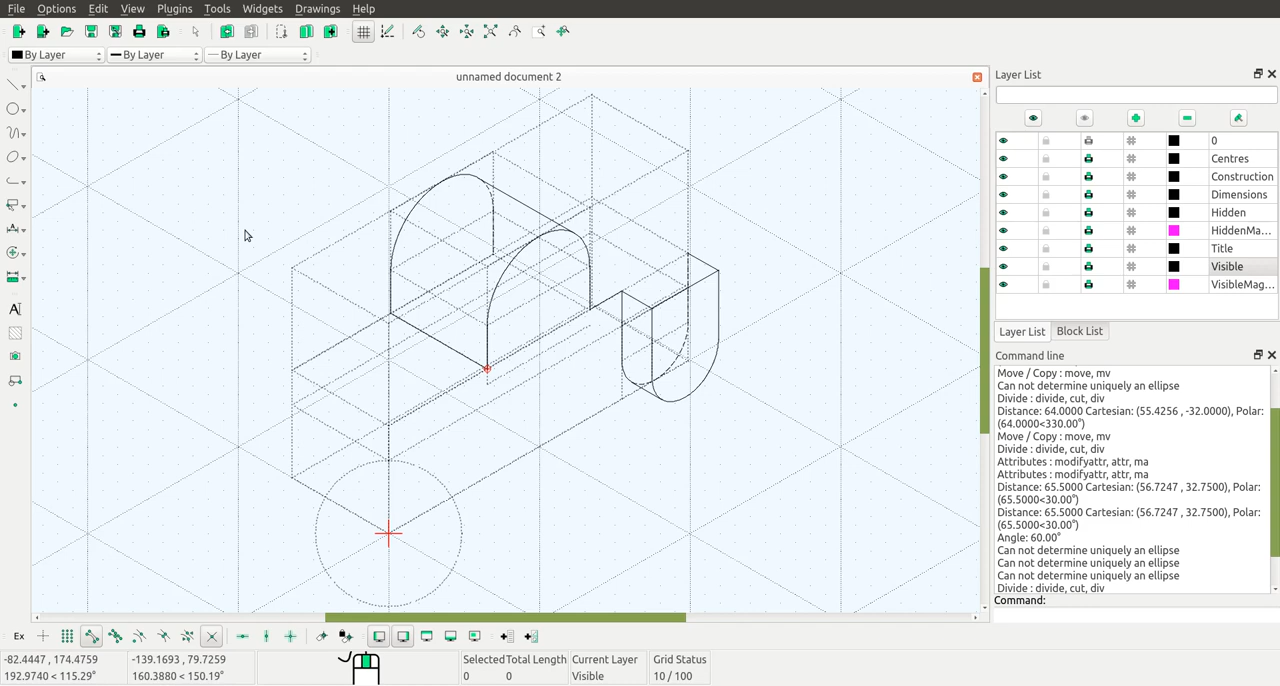 File Options Edit View Plugins Tools Widgets Drawings Help
By Layer By Layer By Layer
unnamed document 2
Layer List
0
Centres
Construction
Dimensions
Hidden
HiddenMa...
Title
Visible
VisibleMag...
Layer List Block List
Command line
Move / Copy : move, mv
Can not determine uniquely an ellipse
Divide : divide, cut, div
Distance: 64.0000 Cartesian: (55.4256 , -32.0000), Polar:
(64.0000<330.00°)
Move / Copy : move, mv
Divide : divide, cut, div
Attributes : modifyattr, attr, ma
Attributes : modifyattr, attr, ma
Distance: 65.5000 Cartesian: (56.7247 , 32.7500), Polar:
(65.5000<30.00°)
Distance: 65.5000 Cartesian: (56.7247 , 32.7500), Polar:
(65.5000<30.00°)
Angle: 60.00°
Can not determine uniquely an ellipse
Can not determine uniquely an ellipse
Can not determine uniquely an ellipse
Divide : divide, cut, div
Command:
Ex
-82.4447 , 174.4759 -139.1693 , 79.7259 Selected Total Length Current Layer Grid Status
192.9740 < 115.29° 160.3880 < 150.19° 0 0 Visible 10 / 100